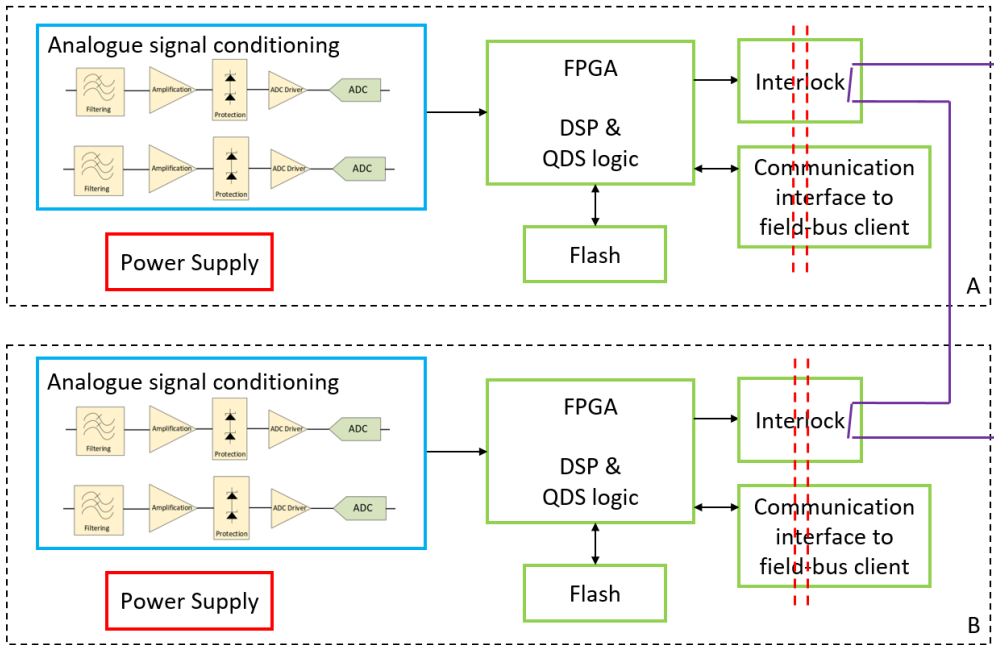 Analogue signal conditioning
Filtering
Amplification
Protection
ADC Driver
ADC
Filtering
Amplification
Protection
ADC Driver
ADC
Power Supply
FPGA
DSP &
QDS logic
Flash
Interlock
Communication
interface to
field-bus client
A
Analogue signal conditioning
Filtering
Amplification
Protection
ADC Driver
ADC
Filtering
Amplification
Protection
ADC Driver
ADC
Power Supply
FPGA
DSP &
QDS logic
Flash
Interlock
Communication
interface to
field-bus client
B